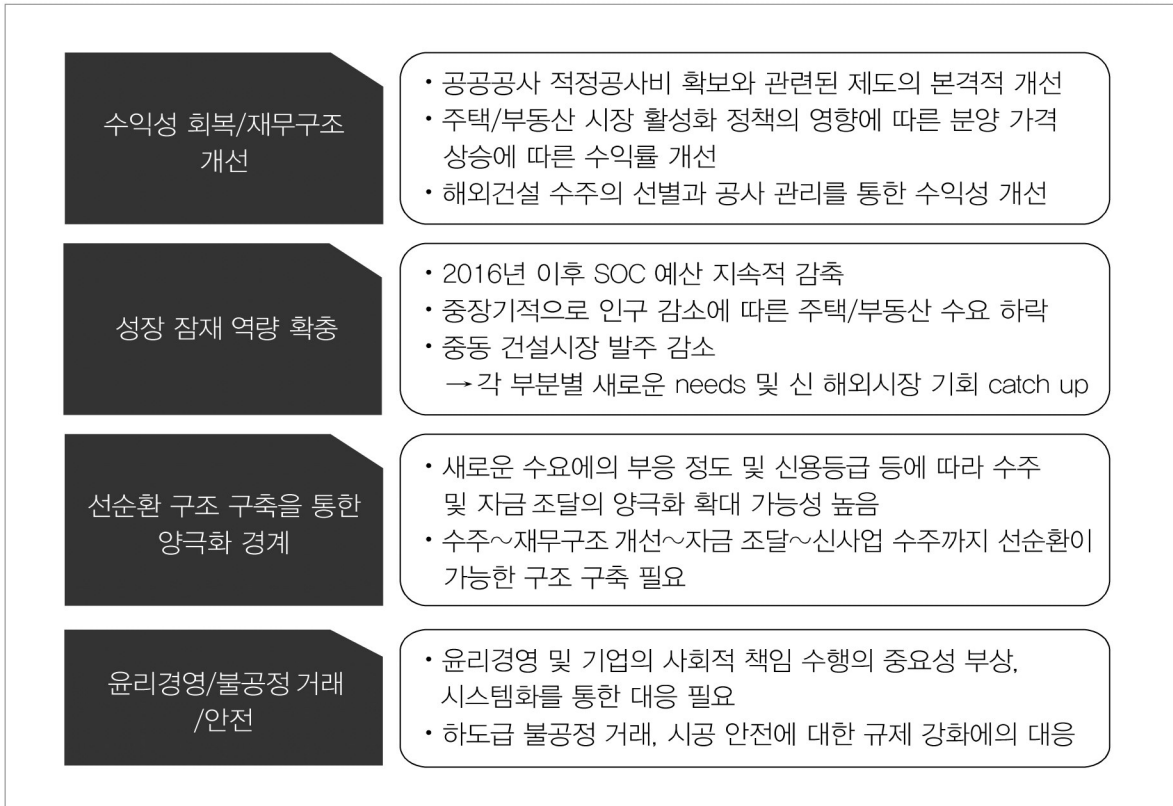 수익성 회복/재무구조
개선
• 공공공사 적정공사비 확보와 관련된 제도의 본격적 개선
• 주택/부동산 시장 활성화 정책의 영향에 따른 분양 가격
상승에 따른 수익률 개선
• 해외건설 수주의 선별과 공사 관리를 통한 수익성 개선
성장 잠재 역량 확충
• 2016년 이후 SOC 예산 지속적 감축
• 중장기적으로 인구 감소에 따른 주택/부동산 수요 하락
• 중동 건설시장 발주 감소
→ 각 부분별 새로운 needs 및 신 해외시장 기회 catch up
선순환 구조 구축을 통한
양극화 경계
• 새로운 수요에의 부응 정도 및 신용등급 등에 따라 수주
및 자금 조달의 양극화 확대 가능성 높음
• 수주~재무구조 개선~자금 조달~신사업 수주까지 선순환이
가능한 구조 구축 필요
윤리경영/불공정 거래
/안전
• 윤리경영 및 기업의 사회적 책임 수행의 중요성 부상,
시스템화를 통한 대응 필요
• 하도급 불공정 거래, 시공 안전에 대한 규제 강화에의 대응